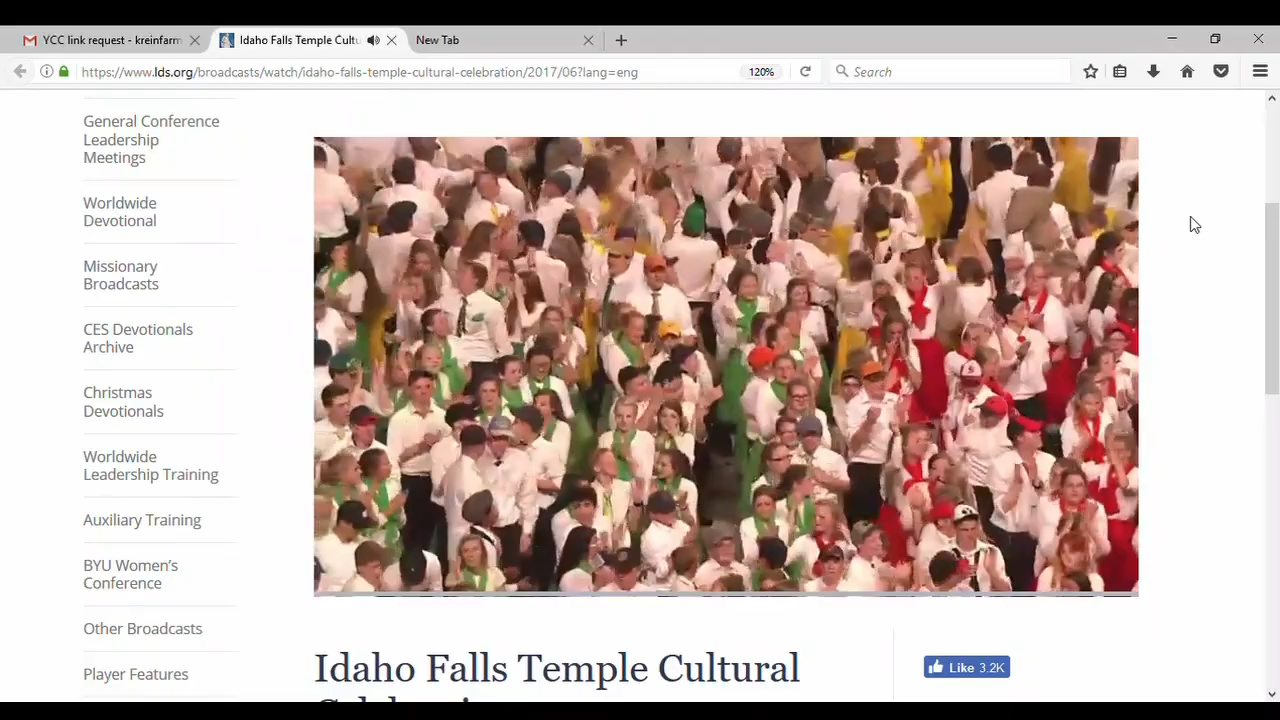 YCC link request - kreinfarm
Idaho Falls Temple Cultu
New Tab
https://www.lds.org/broadcasts/watch/idaho-falls-temple-cultural-celebration/2017/06?lang=eng
120%
Search
General Conference
Leadership
Meetings
Worldwide
Devotional
Missionary
Broadcasts
CES Devotionals
Archive
Christmas
Devotionals
Worldwide
Leadership Training
Auxiliary Training
BYU Women's
Conference
Other Broadcasts
Player Features
Idaho Falls Temple Cultural
Like 3.2K